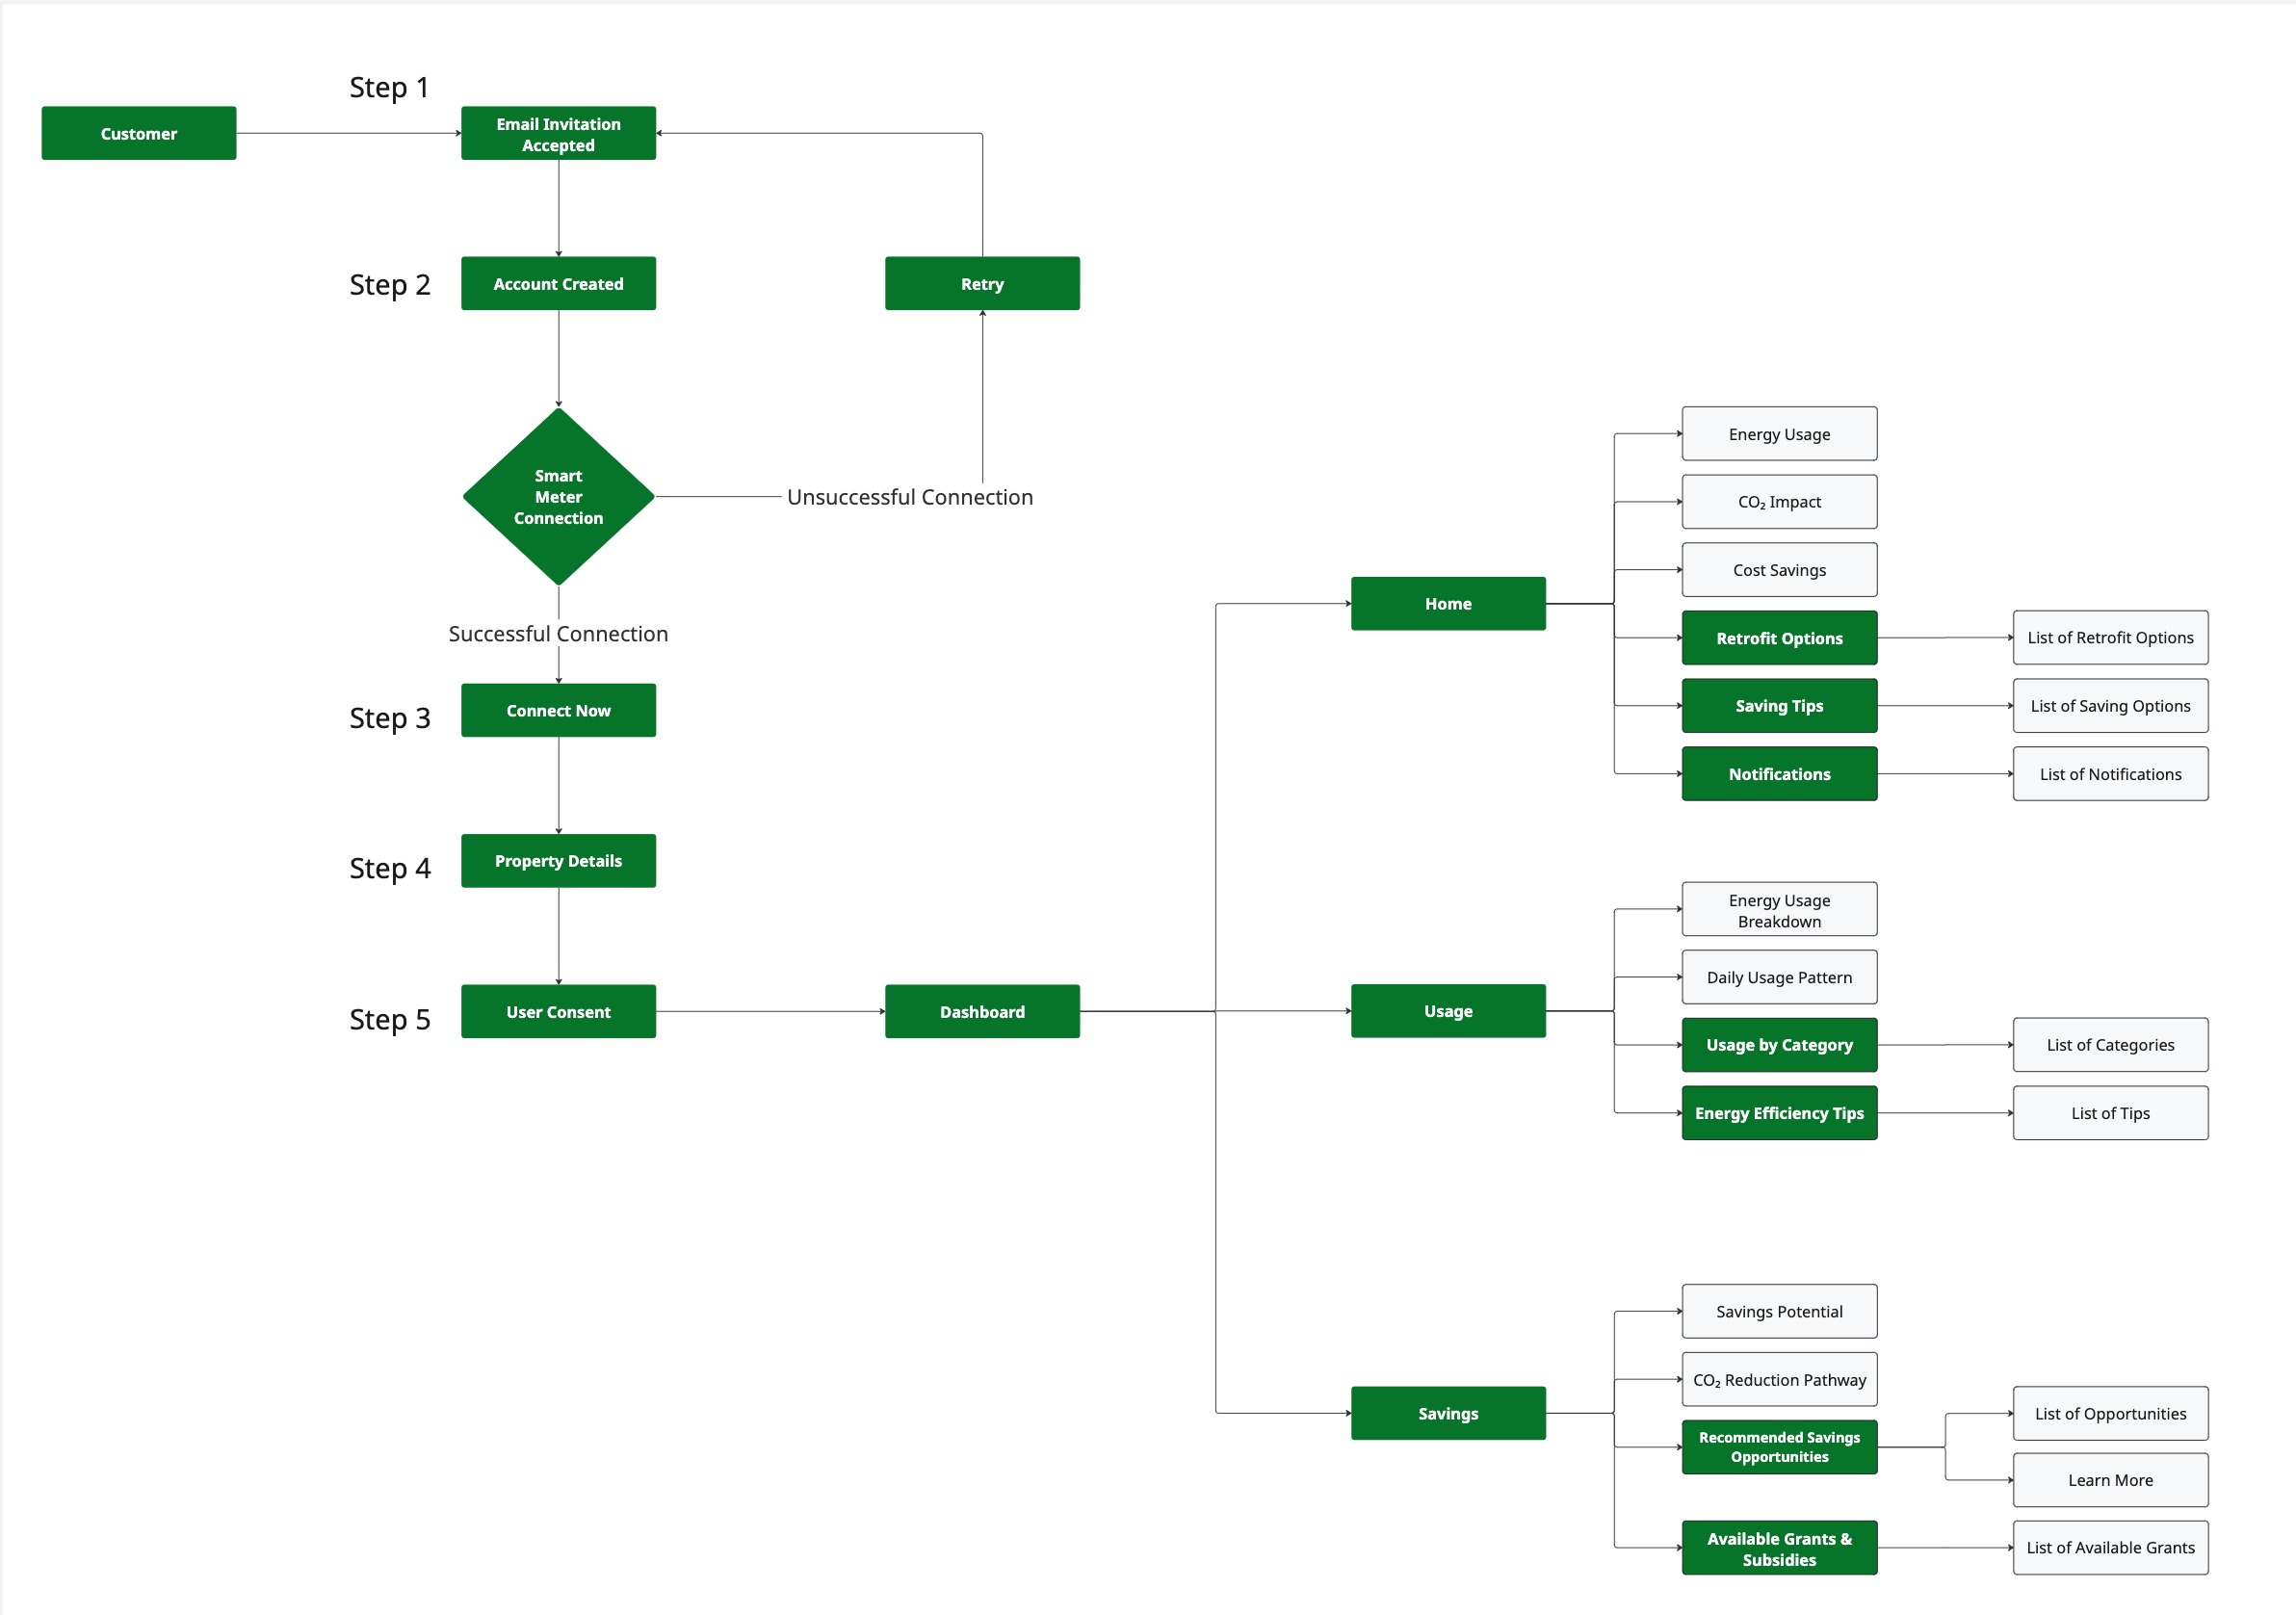 Step 1
Customer
Email Invitation
Accepted
Step 2
Account Created
Retry
Smart
Meter
Connection
Unsuccessful Connection
Successful Connection
Step 3
Connect Now
Step 4
Property Details
Step 5
User Consent
Dashboard
Home
Energy Usage
CO₂ Impact
Cost Savings
Retrofit Options
List of Retrofit Options
Saving Tips
List of Saving Options
Notifications
List of Notifications
Usage
Energy Usage
Breakdown
Daily Usage Pattern
Usage by Category
List of Categories
Energy Efficiency Tips
List of Tips
Savings
Savings Potential
CO₂ Reduction Pathway
Recommended Savings
Opportunities
List of Opportunities
Learn More
Available Grants &
Subsidies
List of Available Grants